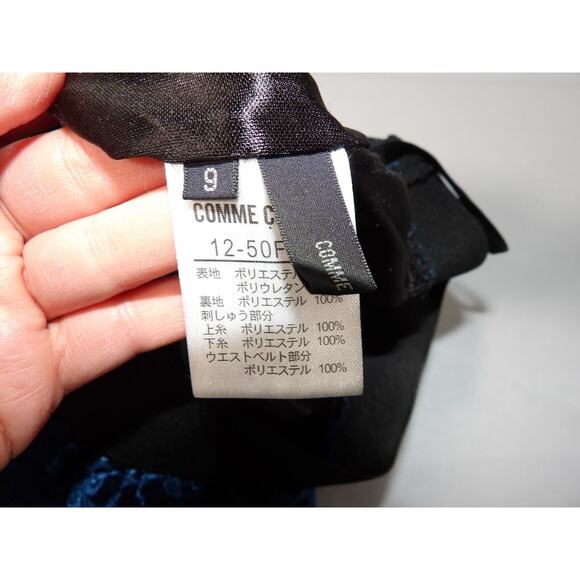 9
COMME C
12-50F
COMME
表地 ポリエステル
ポリウレタン
裏地 ポリエステル 100%
刺しゅう部分
上糸 ポリエステル 100%
下糸 ポリエステル 100%
ウエストベルト部分
ポリエステル 100%